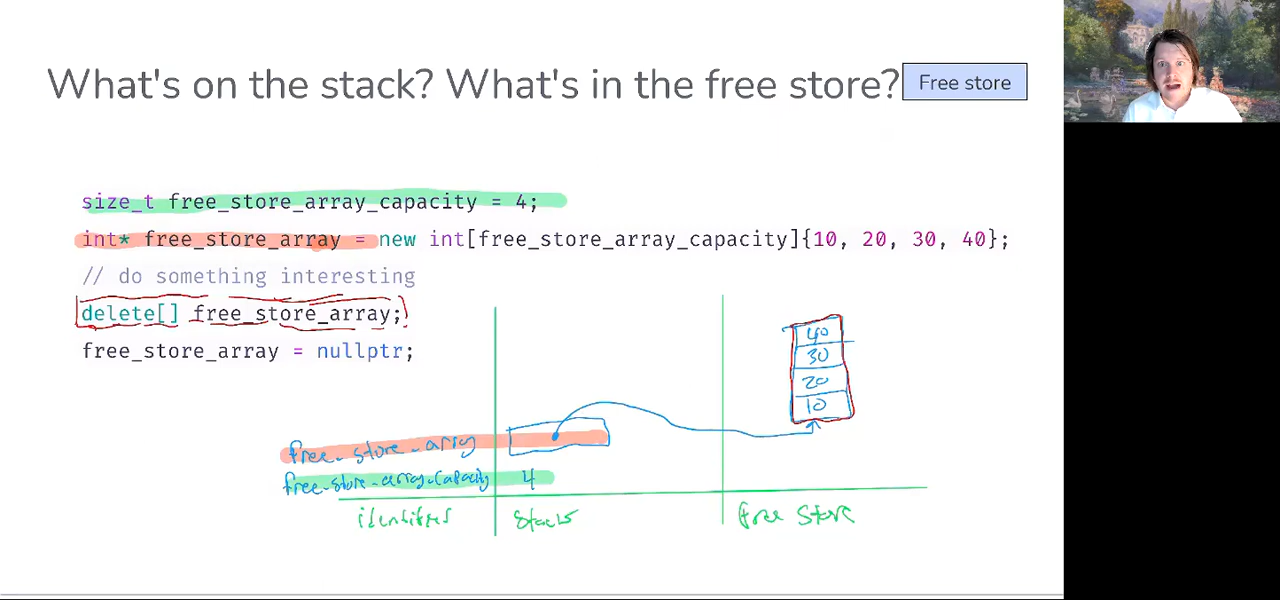 What's on the stack? What's in the free store?
Free store
size_t free_store_array_capacity = 4;
int* free_store_array = new int[free_store_array_capacity]{10, 20, 30, 40};
// do something interesting
delete[] free_store_array;
free_store_array = nullptr;
40
30
20
10
free_store_array
free_store_array_capacity 4
identifiers Stack Free Store